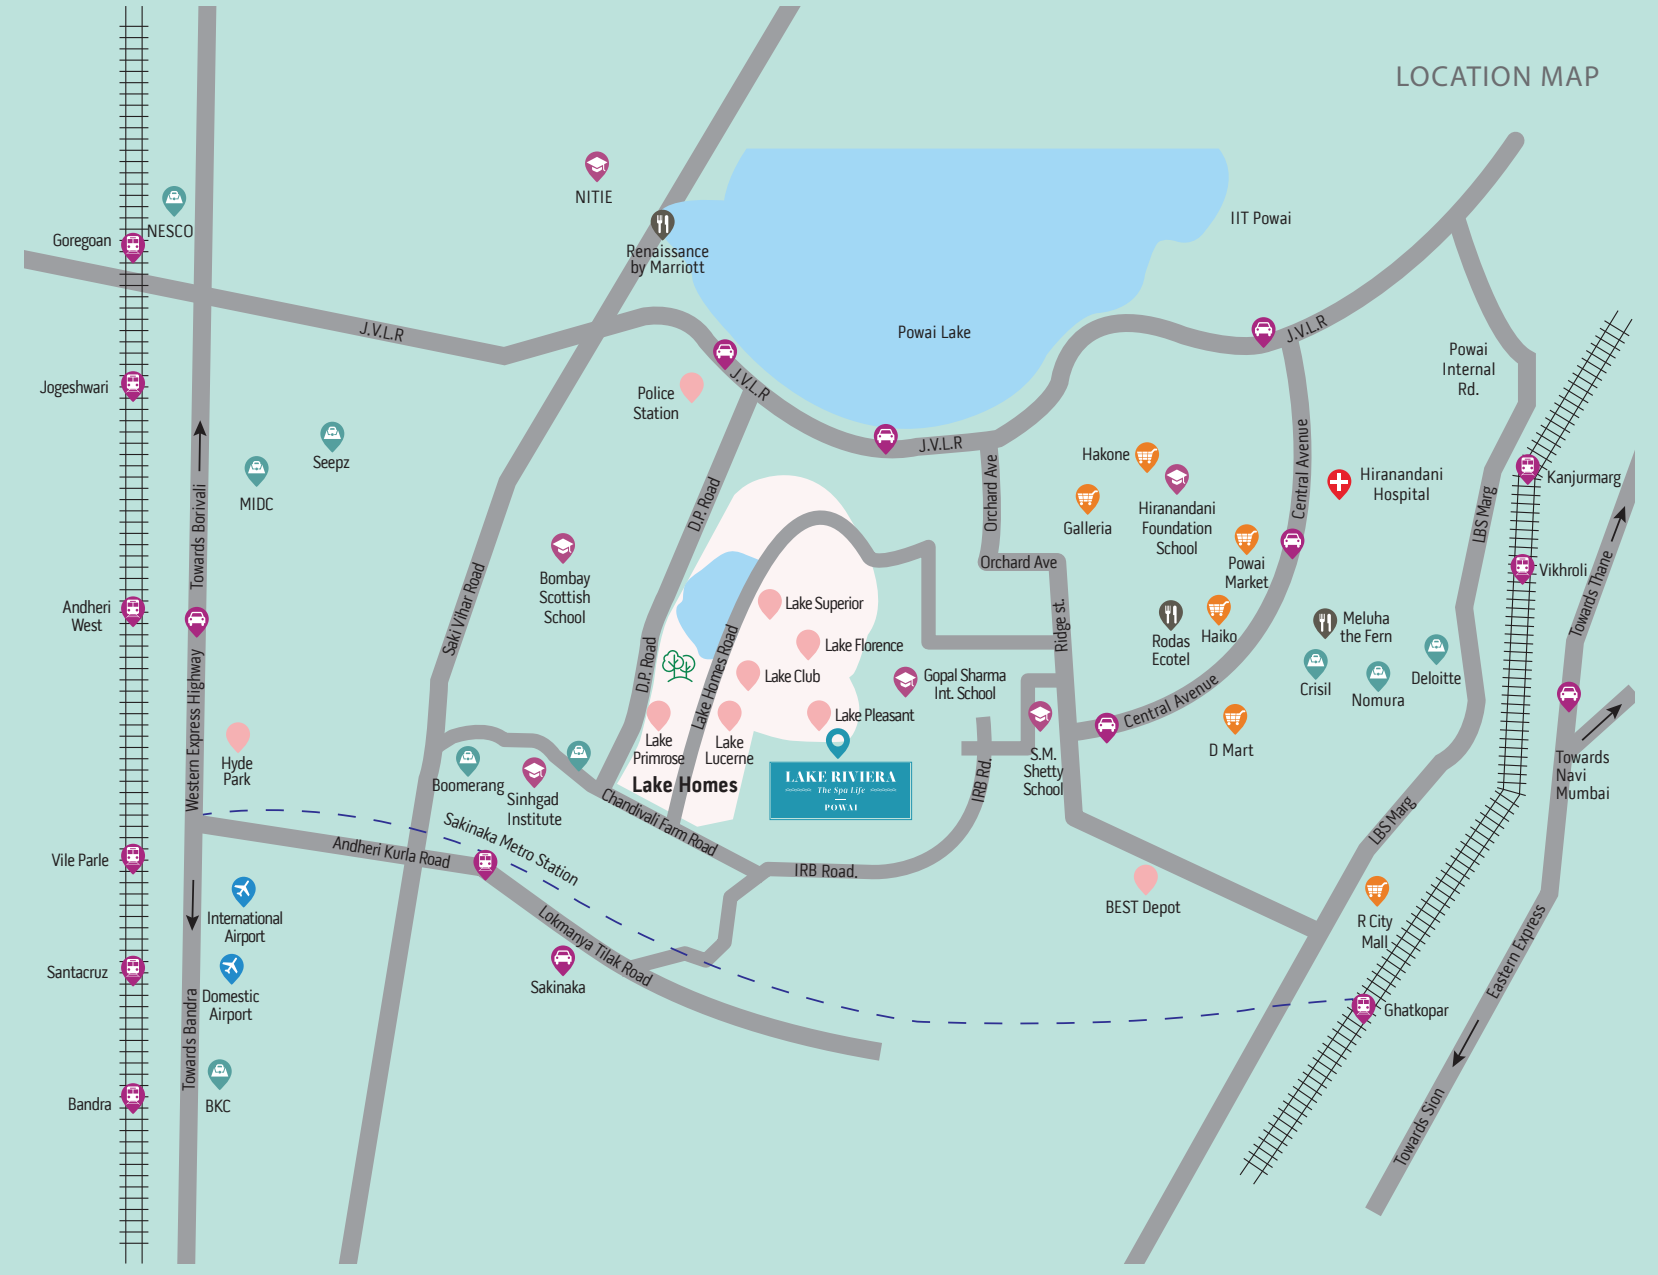 LOCATION MAP
NITIE
NESCO
Goregoan
Renaissance
by Marriott
IIT Powai
Powai Lake
J.V.L.R
J.V.L.R
J.V.L.R
J.V.L.R
Powai
Internal
Rd.
Jogeshwari
Police
Station
Seepz
MIDC
Towards Borivali
D.P. Road
Orchard Ave
Orchard Ave
Hakone
Galleria
Hiranandani
Foundation
School
Central Avenue
Hiranandani
Hospital
LBS Marg
Kanjurmarg
Vikhroli
Towards Thane
Powai
Market
Bombay
Scottish
School
Saki Vihar Road
Andheri
West
Lake Superior
Lake Florence
Lake Club
Lake Pleasant
Lake Homes Road
D.P. Road
Lake
Primrose
Lake
Lucerne
Lake Homes
Ridge st.
Rodas
Ecotel
Haiko
Meluha
the Fern
Crisil
Nomura
Deloitte
Gopal Sharma
Int. School
Central Avenue
D Mart
S.M.
Shetty
School
Western Express Highway
Hyde
Park
Boomerang
Sinhgad
Institute
LAKE RIVIERA
The Spa Life
POWAI
IRB Rd.
Towards
Navi
Mumbai
Chandivali Farm Road
Sakinaka Metro Station
Andheri Kurla Road
LBS Marg
Vile Parle
IRB Road.
BEST Depot
R City
Mall
International
Airport
Lokmanya Tilak Road
Eastern Express
Santacruz
Sakinaka
Domestic
Airport
Ghatkopar
Towards Bandra
Bandra
BKC
Towards Sion